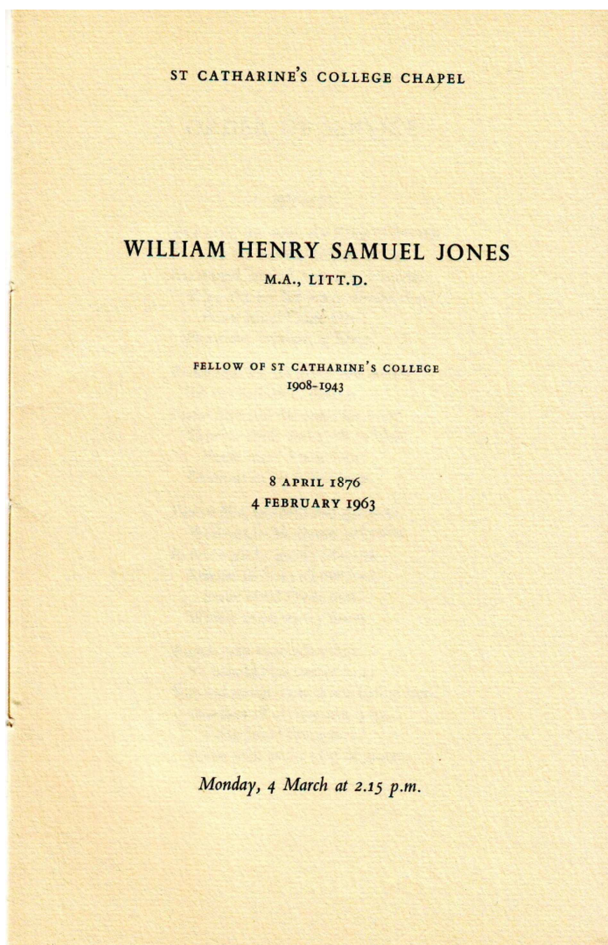 ST CATHARINE'S COLLEGE CHAPEL
WILLIAM HENRY SAMUEL JONES
M.A., LITT.D.
FELLOW OF ST CATHARINE'S COLLEGE
1908–1943
8 APRIL 1876
4 FEBRUARY 1963
Monday, 4 March at 2.15 p.m.